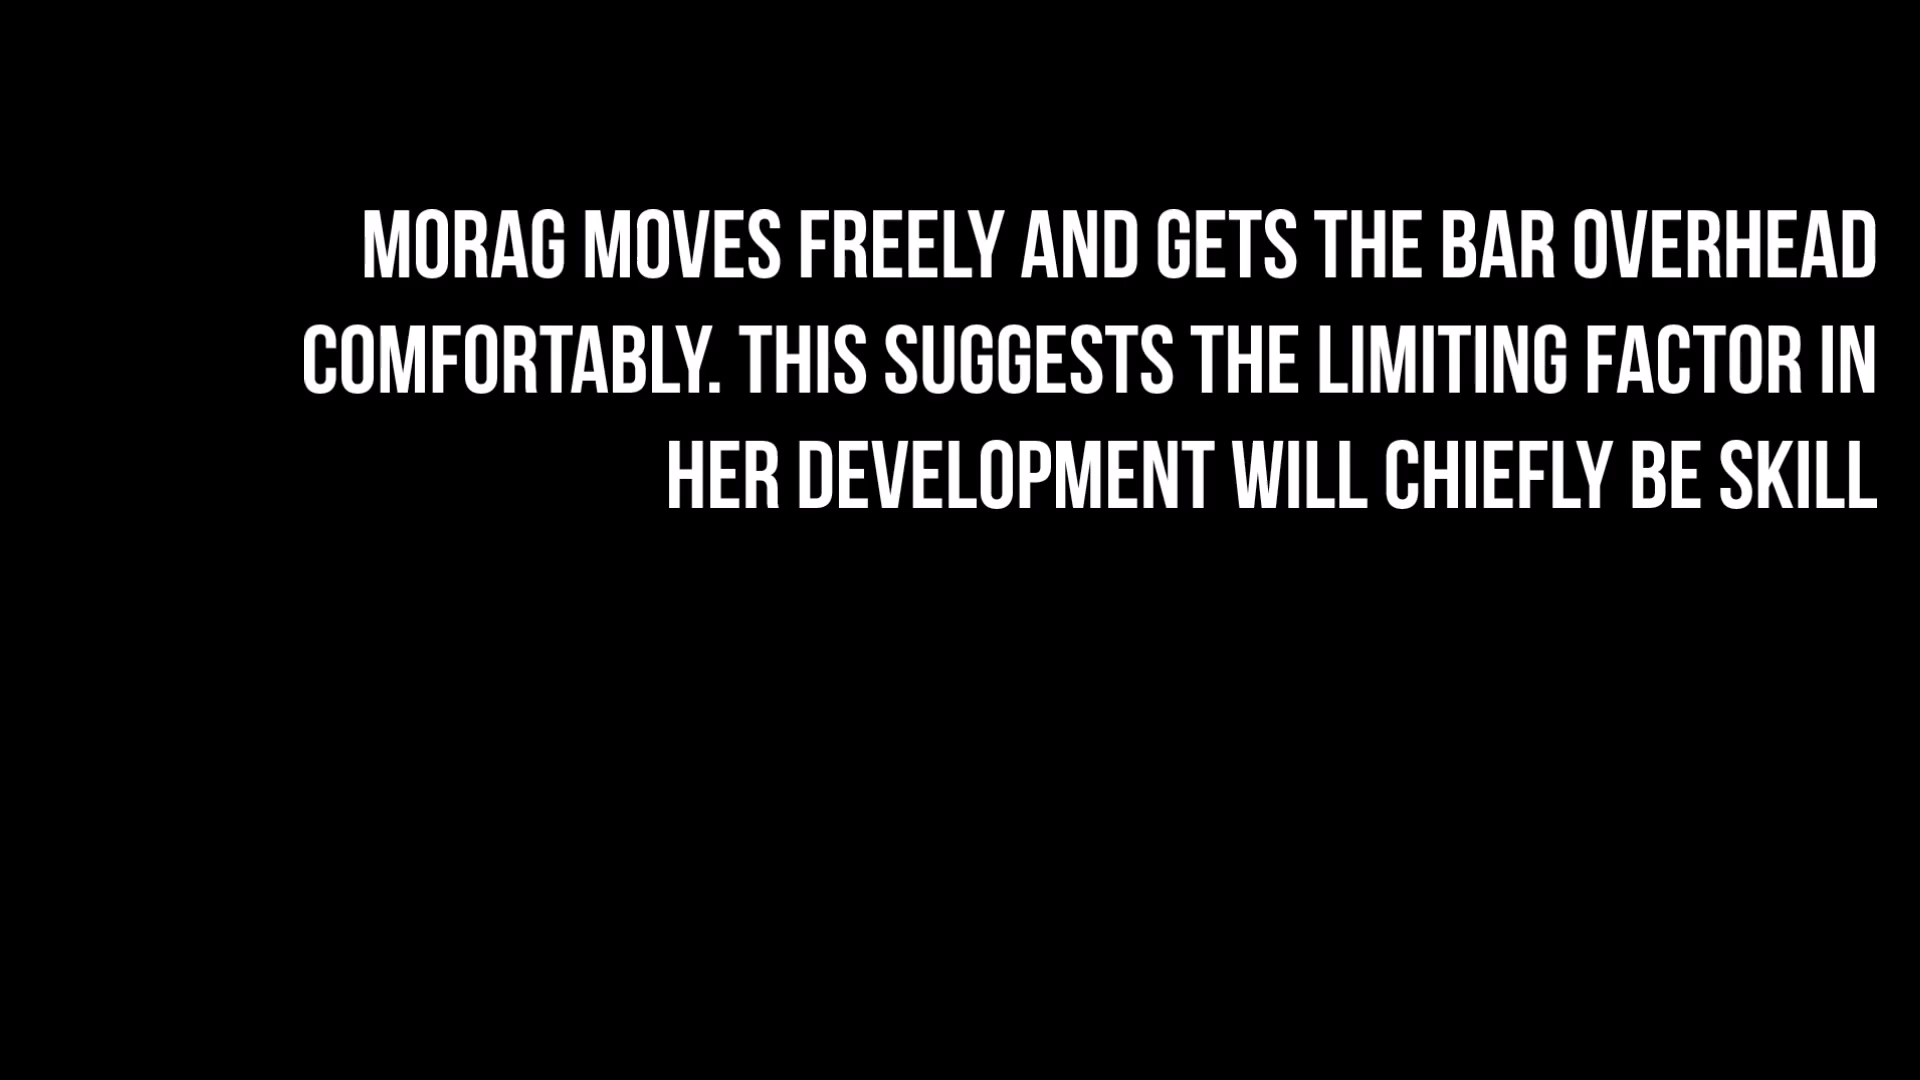 MORAG MOVES FREELY AND GETS THE BAR OVERHEAD
COMFORTABLY. THIS SUGGESTS THE LIMITING FACTOR IN
HER DEVELOPMENT WILL CHIEFLY BE SKILL